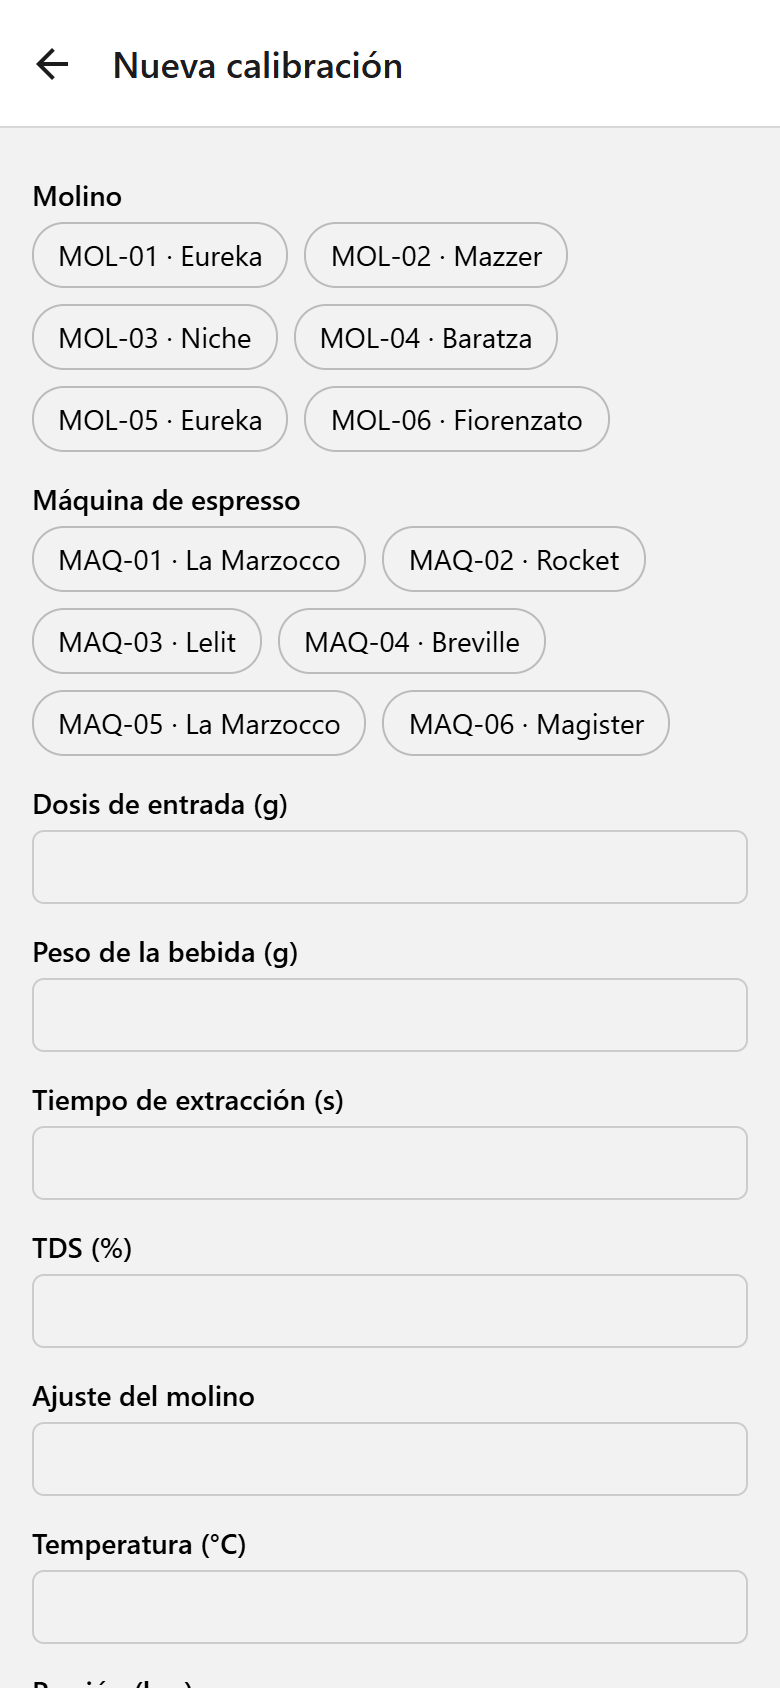 Nueva calibración
Molino
MOL-01 · Eureka
MOL-02 · Mazzer
MOL-03 · Niche
MOL-04 · Baratza
MOL-05 · Eureka
MOL-06 · Fiorenzato
Máquina de espresso
MAQ-01 · La Marzocco
MAQ-02 · Rocket
MAQ-03 · Lelit
MAQ-04 · Breville
MAQ-05 · La Marzocco
MAQ-06 · Magister
Dosis de entrada (g)
Peso de la bebida (g)
Tiempo de extracción (s)
TDS (%)
Ajuste del molino
Temperatura (°C)